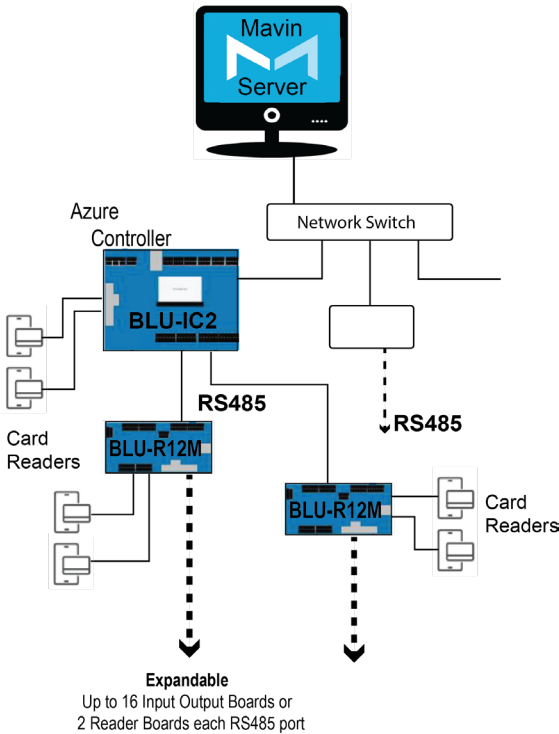 Mavin
Server
Network Switch
Azure
Controller
BLU-IC2
RS485
RS485
BLU-R12M
Card
Readers
BLU-R12M
Card
Readers
Expandable
Up to 16 Input Output Boards or
2 Reader Boards each RS485 port